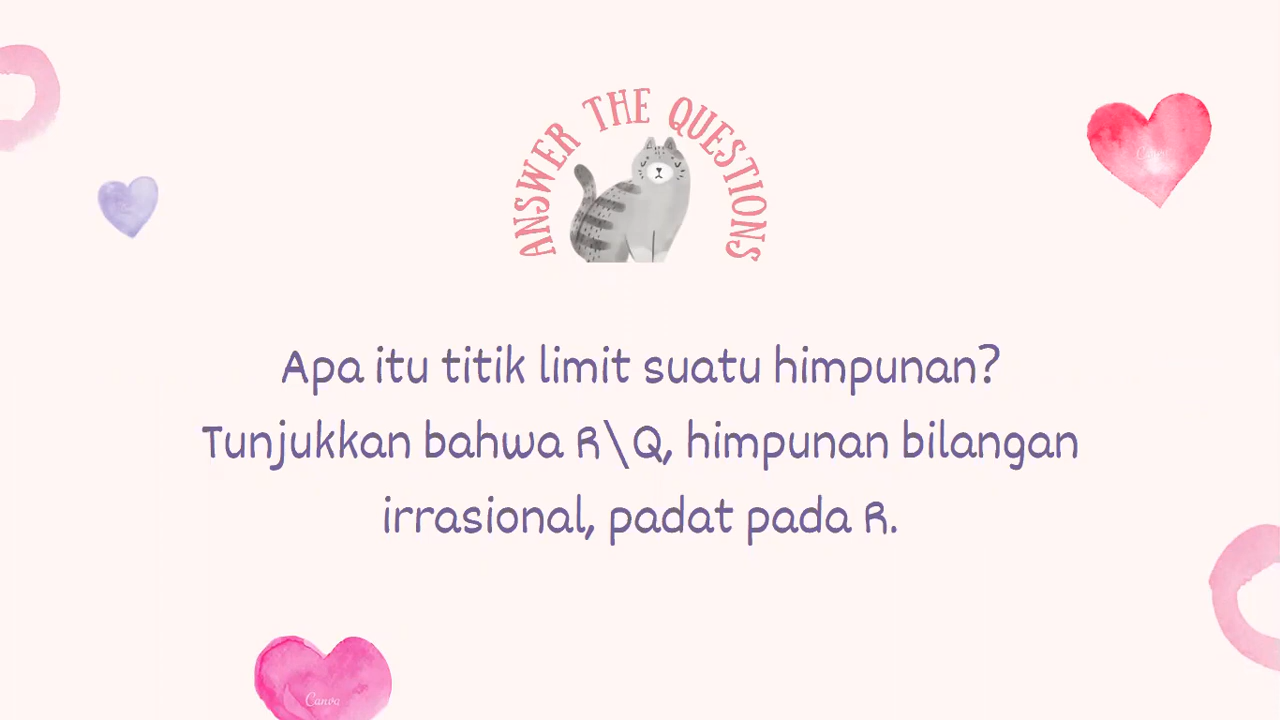 ANSWER THE QUESTIONS
Apa itu titik limit suatu himpunan?
Tunjukkan bahwa R\Q, himpunan bilangan
irrasional, padat pada R.
Canva